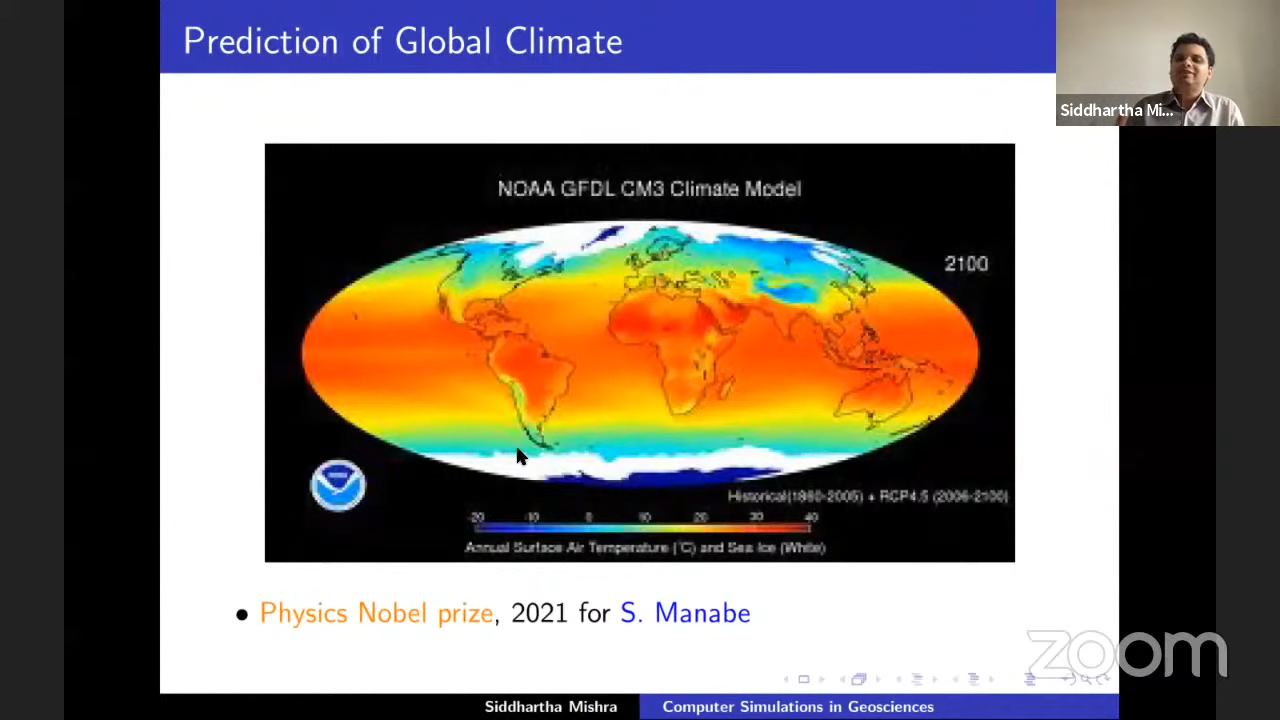 Prediction of Global Climate
Siddhartha Mi...
NOAA GFDL CM3 Climate Model
2100
Historical(1860-2005) + RCP4.5 (2006-2100)
-20 -10 0 10 20 30 40
Annual Surface Air Temperature (°C) and Sea Ice (White)
• Physics Nobel prize, 2021 for S. Manabe
zoom
Siddhartha Mishra Computer Simulations in Geosciences